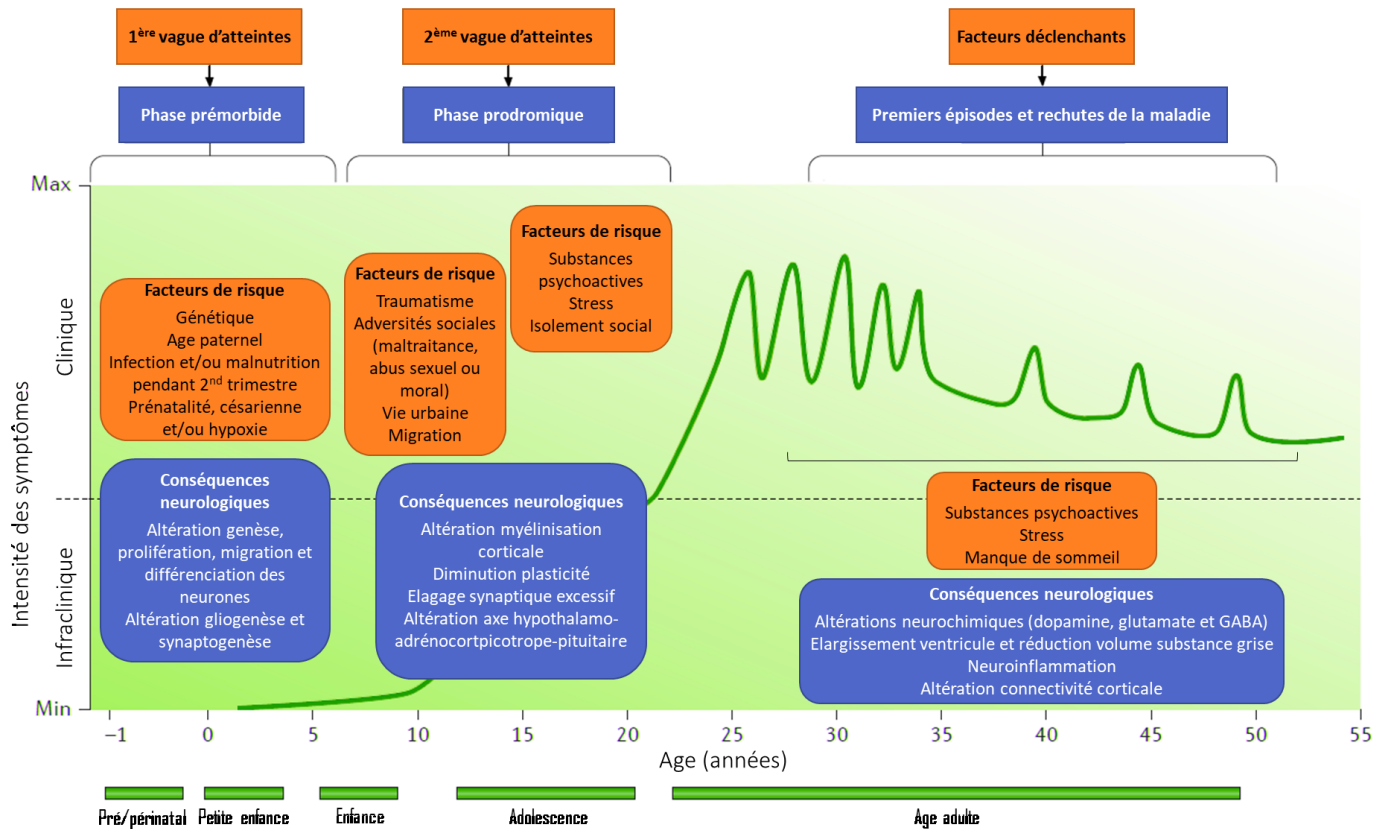 1ère vague d'atteintes
2ème vague d'atteintes
Facteurs déclenchants
Phase prémorbide
Phase prodromique
Premiers épisodes et rechutes de la maladie
Max
Clinique
Intensité des symptômes
Infraclinique
Min
Facteurs de risque
Génétique
Age paternel
Infection et/ou malnutrition
pendant 2nd trimestre
Prénatalité, césarienne
et/ou hypoxie
Facteurs de risque
Traumatisme
Adversités sociales
(maltraitance,
abus sexuel ou
moral)
Vie urbaine
Migration
Facteurs de risque
Substances
psychoactives
Stress
Isolement social
Conséquences
neurologiques
Altération genèse,
prolifération, migration et
différenciation des
neurones
Altération gliogenèse et
synaptogenèse
Conséquences neurologiques
Altération myélinisation
corticale
Diminution plasticité
Elagage synaptique excessif
Altération axe hypothalamo-
adrénocortpicotrope-pituitaire
Facteurs de risque
Substances psychoactives
Stress
Manque de sommeil
Conséquences neurologiques
Altérations neurochimiques (dopamine, glutamate et GABA)
Elargissement ventricule et réduction volume substance grise
Neuroinflammation
Altération connectivité corticale
−1 0 5 10 15 20 25 30 35 40 45 50 55
Age (années)
Pré/périnatal Petite enfance Enfance Adolescence Age adulte